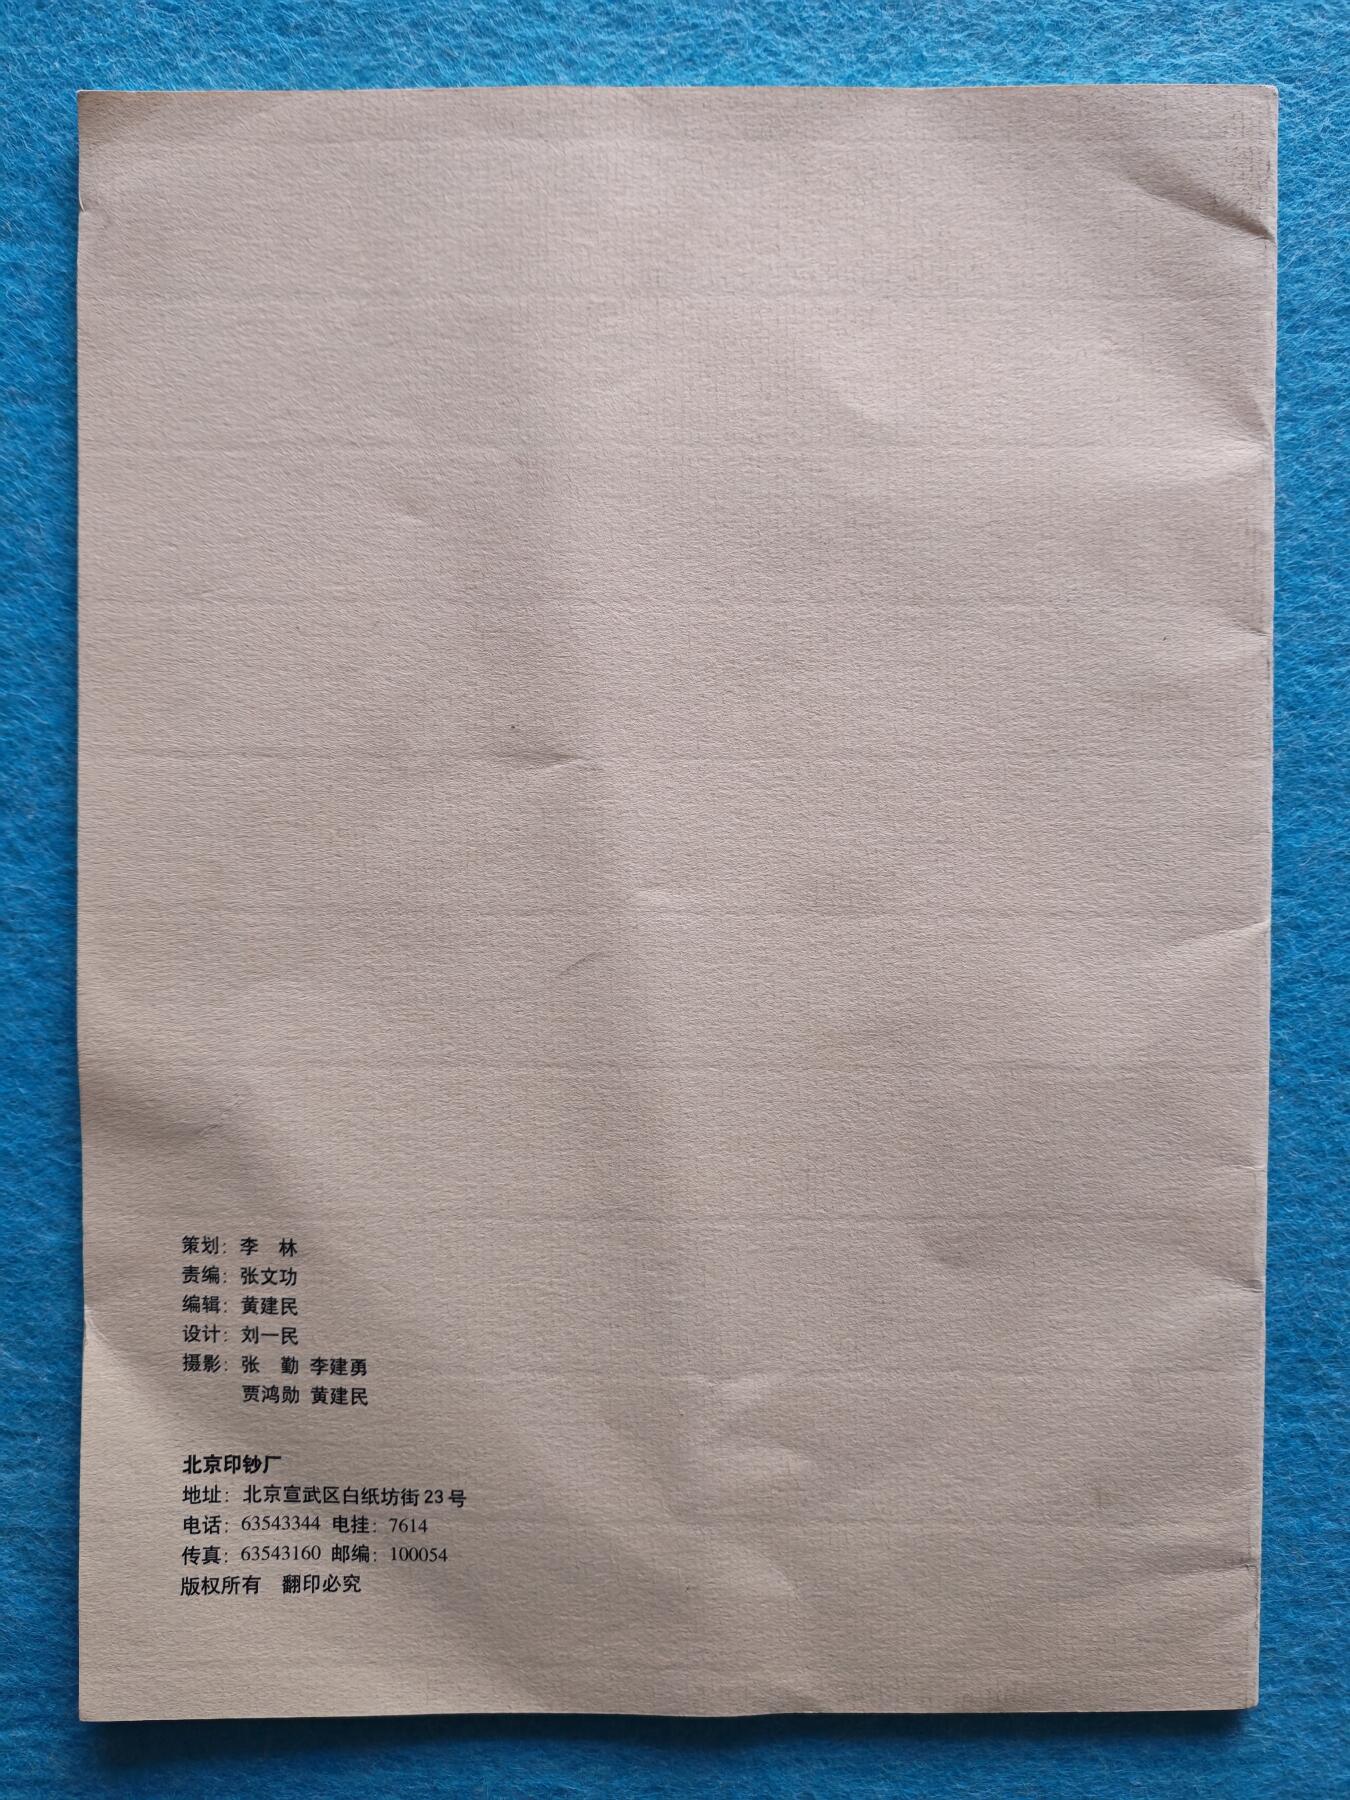 策划：李　林
责编：张文功
编辑：黄建民
设计：刘一民
摄影：张　勤 李建勇
贾鸿勋 黄建民
北京印钞厂
地址：北京宣武区白纸坊街23号
电话：63543344 电挂：7614
传真：63543160 邮编：100054
版权所有　翻印必究